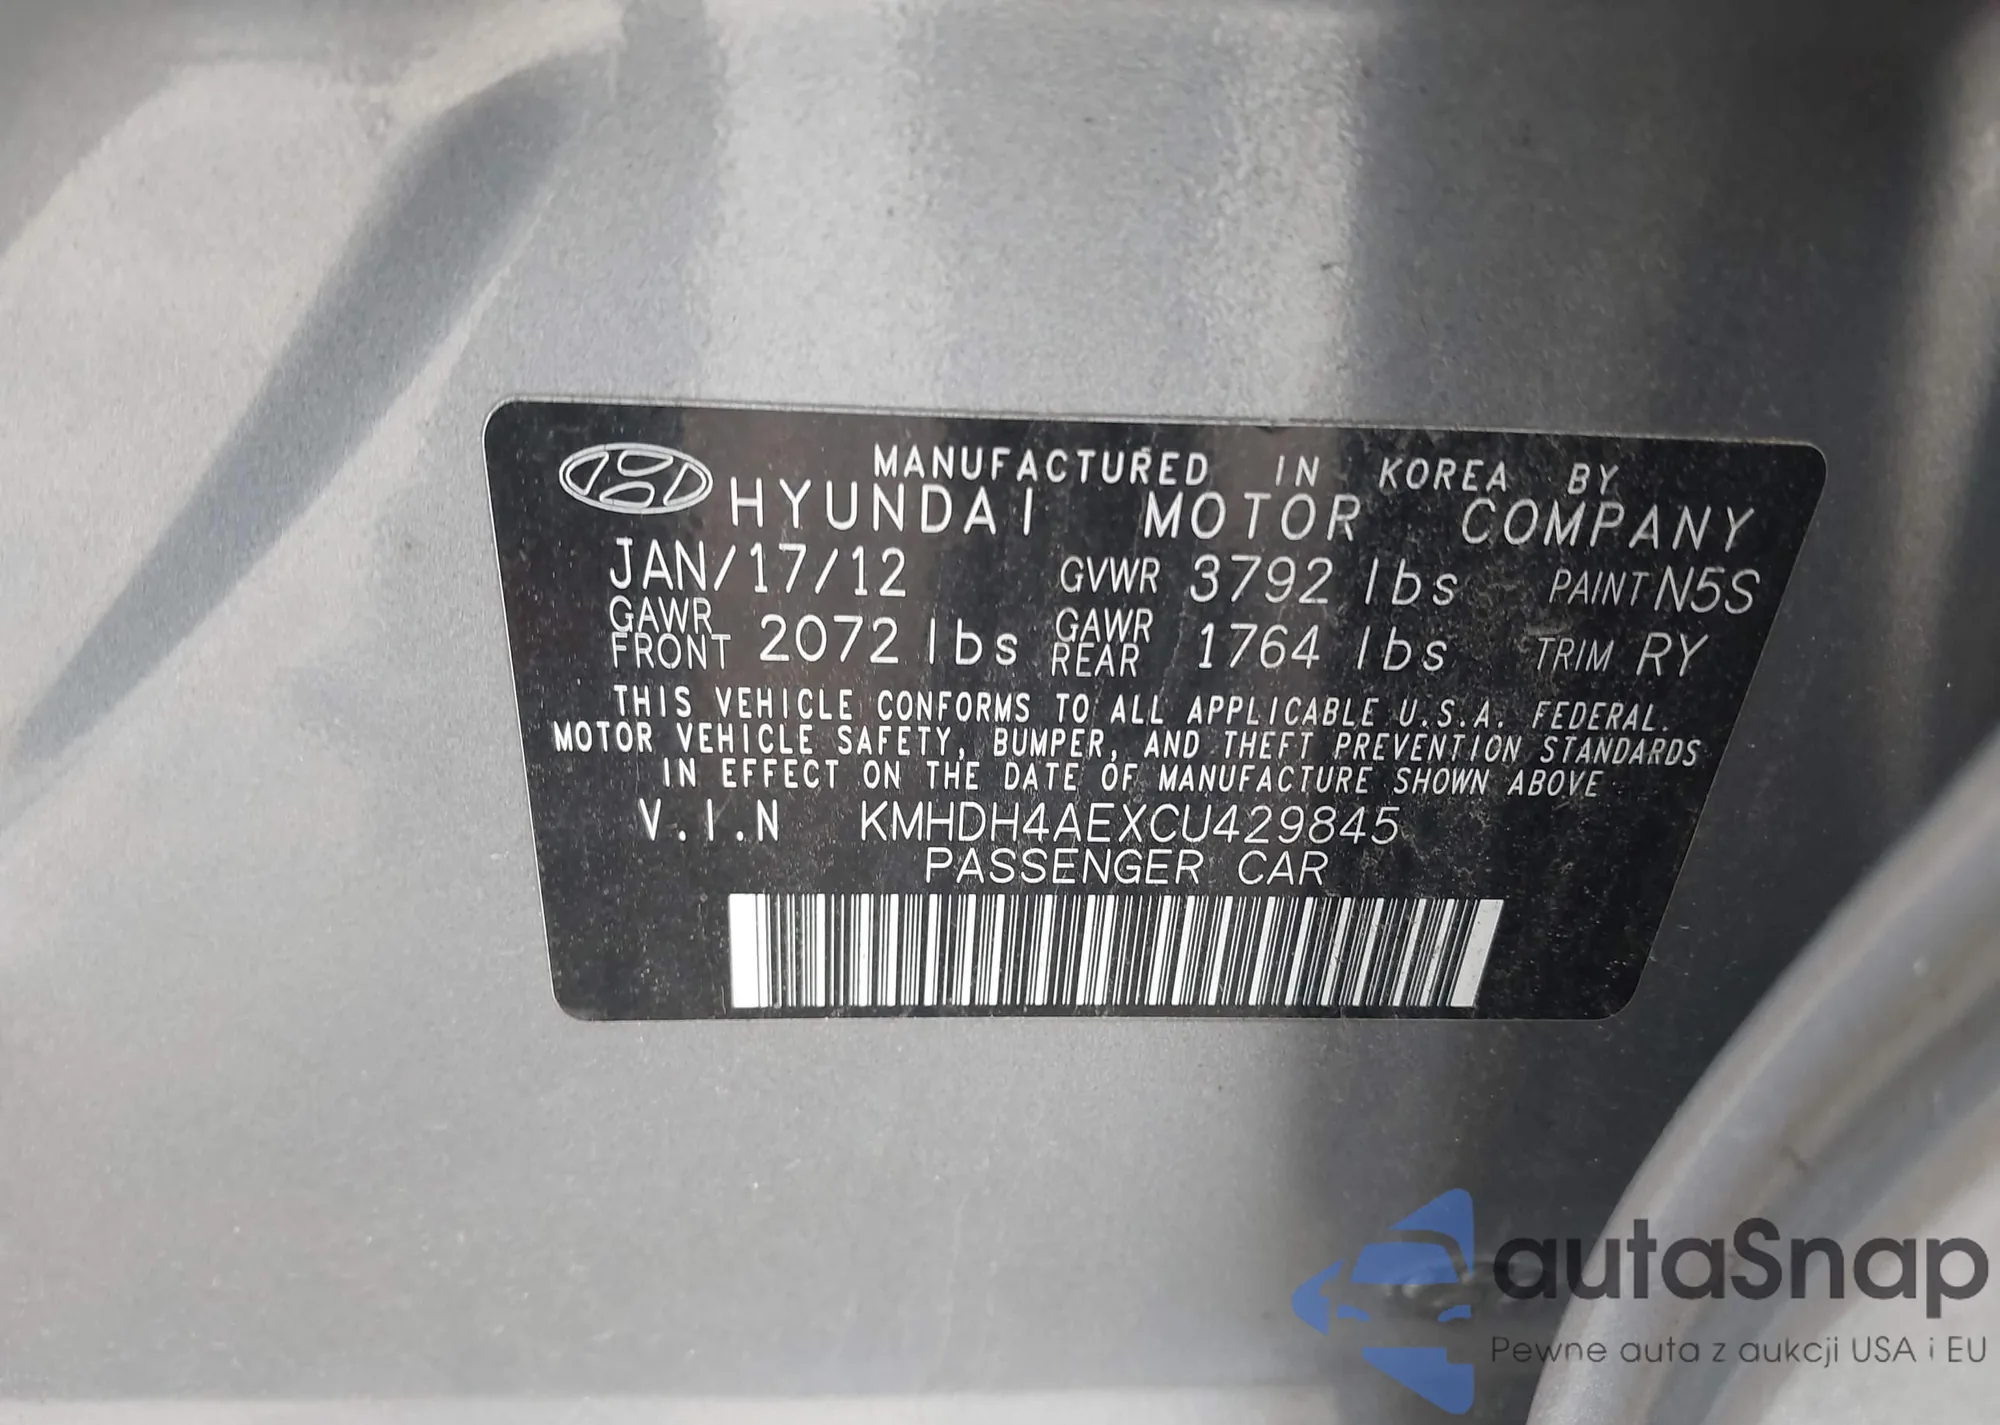 MANUFACTURED IN KOREA BY
HYUNDAI MOTOR COMPANY
JAN/17/12 GVWR 3792 lbs PAINT N5S
GAWR FRONT 2072 lbs GAWR REAR 1764 lbs TRIM RY
THIS VEHICLE CONFORMS TO ALL APPLICABLE U.S.A. FEDERAL.
MOTOR VEHICLE SAFETY, BUMPER, AND THEFT PREVENTION STANDARDS
IN EFFECT ON THE DATE OF MANUFACTURE SHOWN ABOVE
V.I.N KMHDH4AEXCU429845
PASSENGER CAR
autaSnap
Pewne auta z aukcji USA i EU